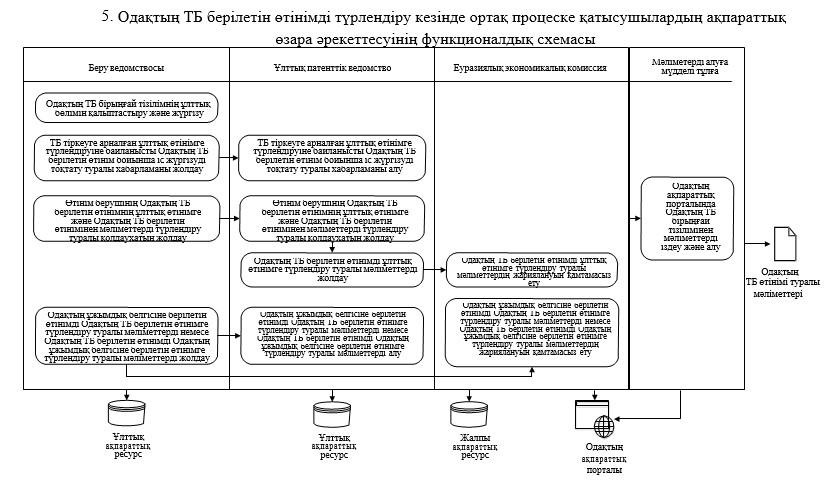 5. Одақтың ТБ берілетін өтінімді түрлендіру кезінде ортақ процеске қатысушылардың ақпараттық
өзара әрекеттесуінің функционалдық схемасы
Беру ведомствосы
Ұлттық патенттік ведомство
Еуразиялық экономикалық комиссия
Мәліметтерді алуға
мүдделі тұлға
Одақтың ТБ бірыңғай тізілімнің ұлттық
бөлімін қалыптастыру және жүргізу
ТБ тіркеуге арналған ұлттық өтінімге
түрлендіруіне байланысты Одақтың ТБ
берілетін өтінім бойынша іс жүргізуді
тоқтату туралы хабарламаны жолдау
ТБ тіркеуге арналған ұлттық өтінімге
түрлендіруіне байланысты Одақтың ТБ
берілетін өтінім бойынша іс жүргізуді
тоқтату туралы хабарламаны алу
Өтінім берушінің Одақтың ТБ
берілетін өтінімнің ұлттық өтінімге
және Одақтың ТБ берілетін
өтінімінен мәліметтерді түрлендіру
туралы қолдаухатын жолдау
Өтінім берушінің Одақтың ТБ
берілетін өтінімнің ұлттық өтінімге
және Одақтың ТБ берілетін
өтінімінен мәліметтерді түрлендіру
туралы қолдаухатын жолдау
Одақтың
ақпараттық
порталында
Одақтың ТБ
бірыңғай
тізілімінен
мәліметтерді
іздеу және алу
Одақтың ТБ берілетін өтінімді ұлттық
өтінімге түрлендіру туралы мәліметтерді
жолдау
Одақтың ТБ берілетін өтінімді ұлттық
өтінімге түрлендіру туралы
мәліметтердің жариялануын қамтамасыз
ету
Одақтың
ТБ өтінімі туралы
мәліметтері
Одақтың ұжымдық белгісіне берілетін
өтінімді Одақтың ТБ берілетін өтінімге
түрлендіру туралы мәліметтерді немесе
Одақтың ТБ берілетін өтінімді Одақтың
ұжымдық белгісіне берілетін өтінімге
түрлендіру туралы мәліметтерді жолдау
Одақтың ұжымдық белгісіне берілетін
өтінімді Одақтың ТБ берілетін өтінімге
түрлендіру туралы мәліметтерді немесе
Одақтың ТБ берілетін өтінімді Одақтың
ұжымдық белгісіне берілетін өтінімге
түрлендіру туралы мәліметтерді алу
Одақтың ұжымдық белгісіне берілетін
өтінімді Одақтың ТБ берілетін өтінімге
түрлендіру туралы мәліметтерді немесе
Одақтың ТБ берілетін өтінімді Одақтың
ұжымдық белгісіне берілетін өтінімге
түрлендіру туралы мәліметтердің
жариялануын қамтамасыз ету
Ұлттық
ақпараттық
ресурс
Ұлттық
ақпараттық
ресурс
Жалпы
ақпараттық
ресурс
Одақтың
ақпараттық
порталы